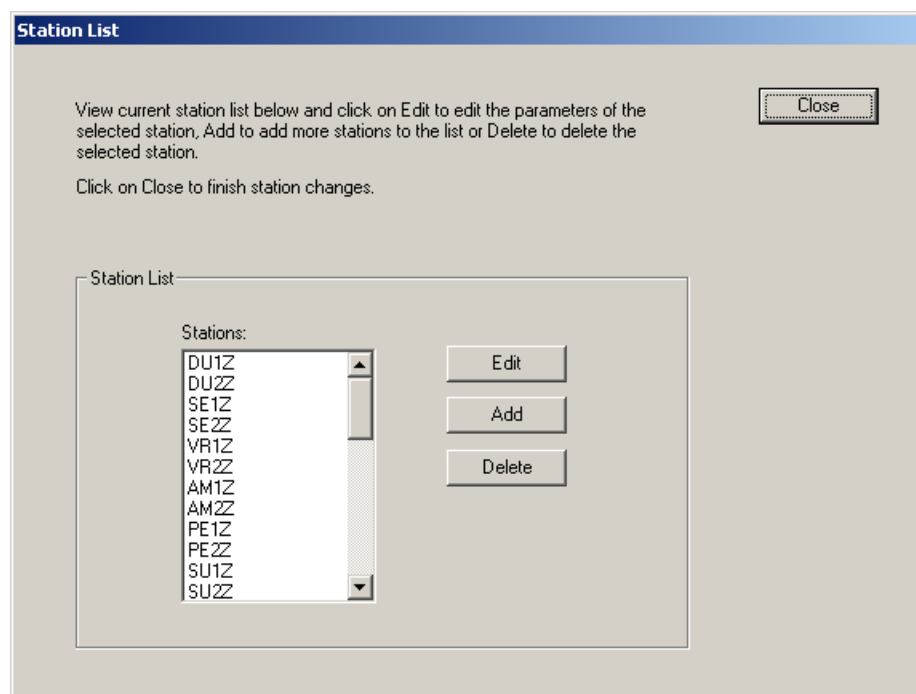 Station List
View current station list below and click on Edit to edit the parameters of the
selected station, Add to add more stations to the list or Delete to delete the
selected station.
Click on Close to finish station changes.
Close
Station List
Stations:
DU1Z
DU2Z
SE1Z
SE2Z
VR1Z
VR2Z
AM1Z
AM2Z
PE1Z
PE2Z
SU1Z
SU2Z
Edit
Add
Delete